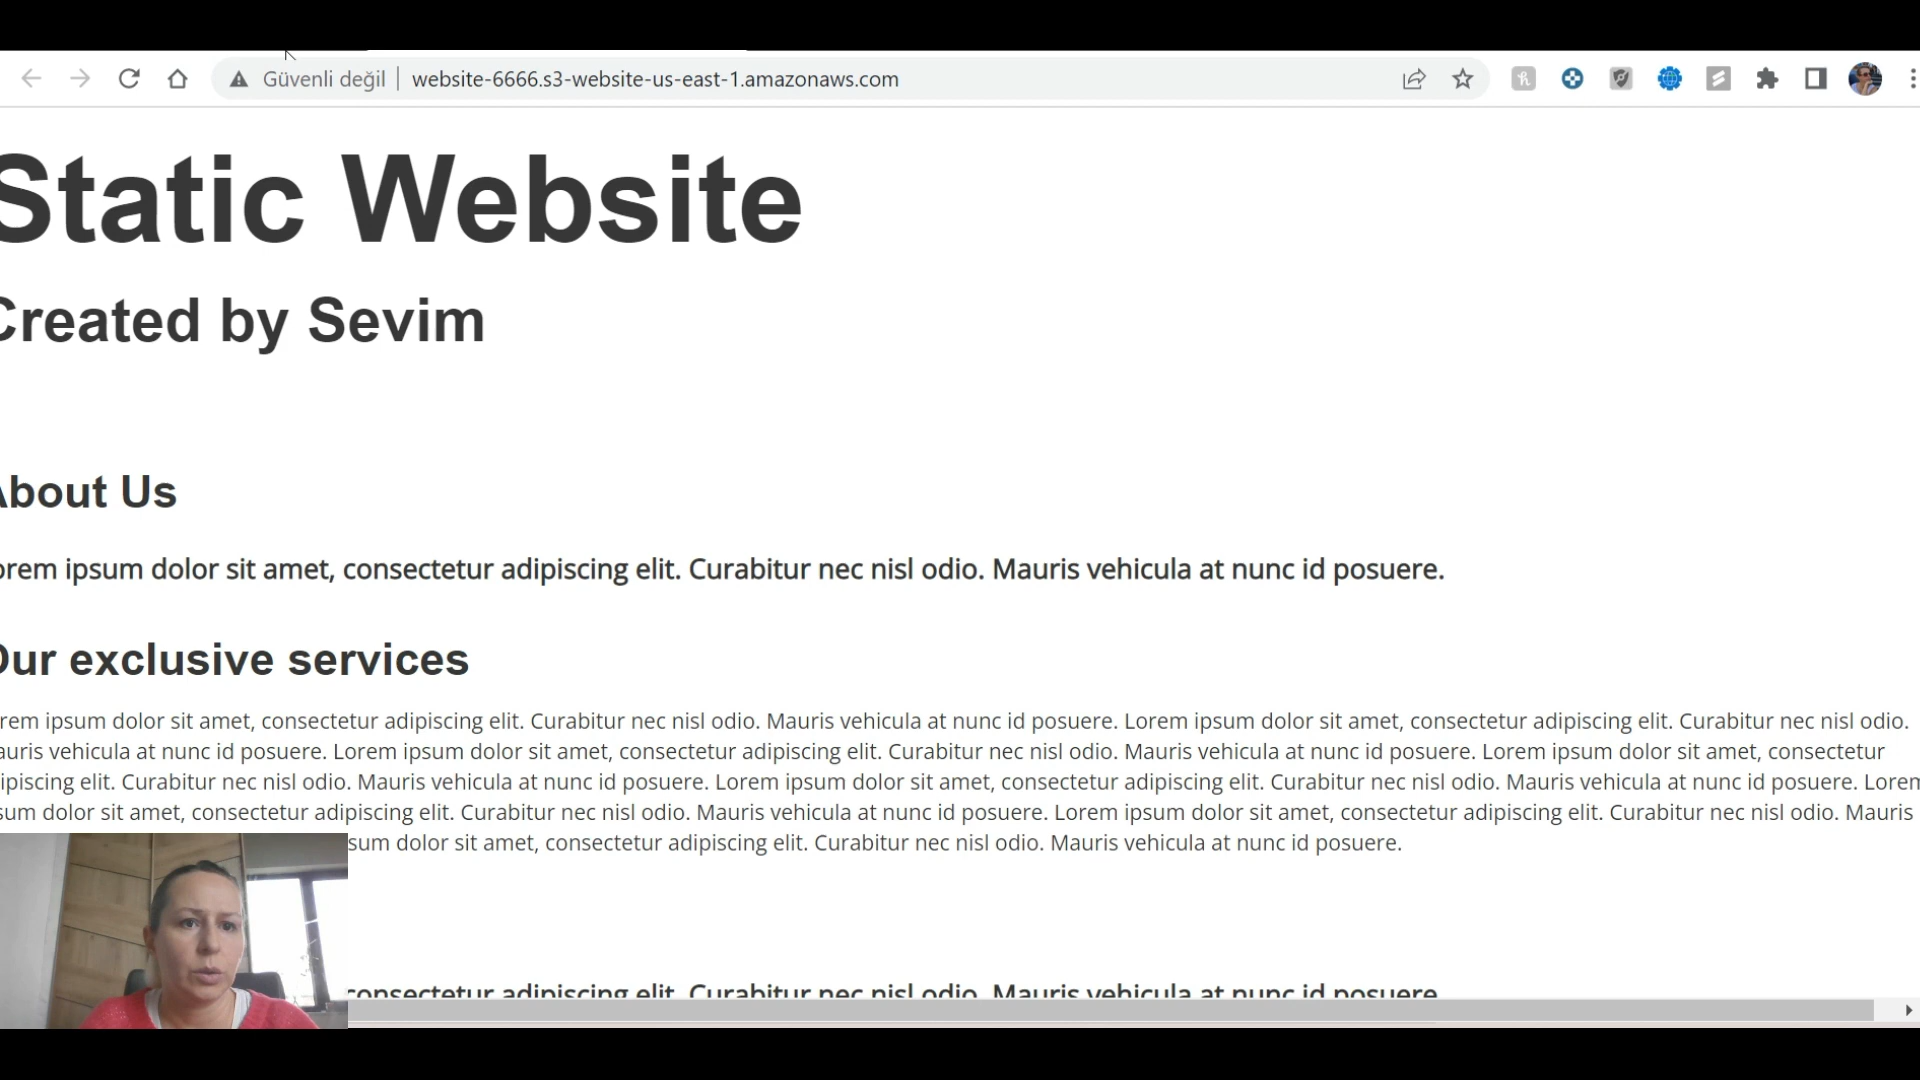 Güvenli değil | website-6666.s3-website-us-east-1.amazonaws.com
Static Website
Created by Sevim
About Us
orem ipsum dolor sit amet, consectetur adipiscing elit. Curabitur nec nisl odio. Mauris vehicula at nunc id posuere.
Our exclusive services
rem ipsum dolor sit amet, consectetur adipiscing elit. Curabitur nec nisl odio. Mauris vehicula at nunc id posuere. Lorem ipsum dolor sit amet, consectetur adipiscing elit. Curabitur nec nisl odio.
auris vehicula at nunc id posuere. Lorem ipsum dolor sit amet, consectetur adipiscing elit. Curabitur nec nisl odio. Mauris vehicula at nunc id posuere. Lorem ipsum dolor sit amet, consectetur
ipiscing elit. Curabitur nec nisl odio. Mauris vehicula at nunc id posuere. Lorem ipsum dolor sit amet, consectetur adipiscing elit. Curabitur nec nisl odio. Mauris vehicula at nunc id posuere. Lorem
sum dolor sit amet, consectetur adipiscing elit. Curabitur nec nisl odio. Mauris vehicula at nunc id posuere. Lorem ipsum dolor sit amet, consectetur adipiscing elit. Curabitur nec nisl odio. Mauris
sum dolor sit amet, consectetur adipiscing elit. Curabitur nec nisl odio. Mauris vehicula at nunc id posuere.
consectetur adipiscing elit. Curabitur nec nisl odio. Mauris vehicula at nunc id posuere.